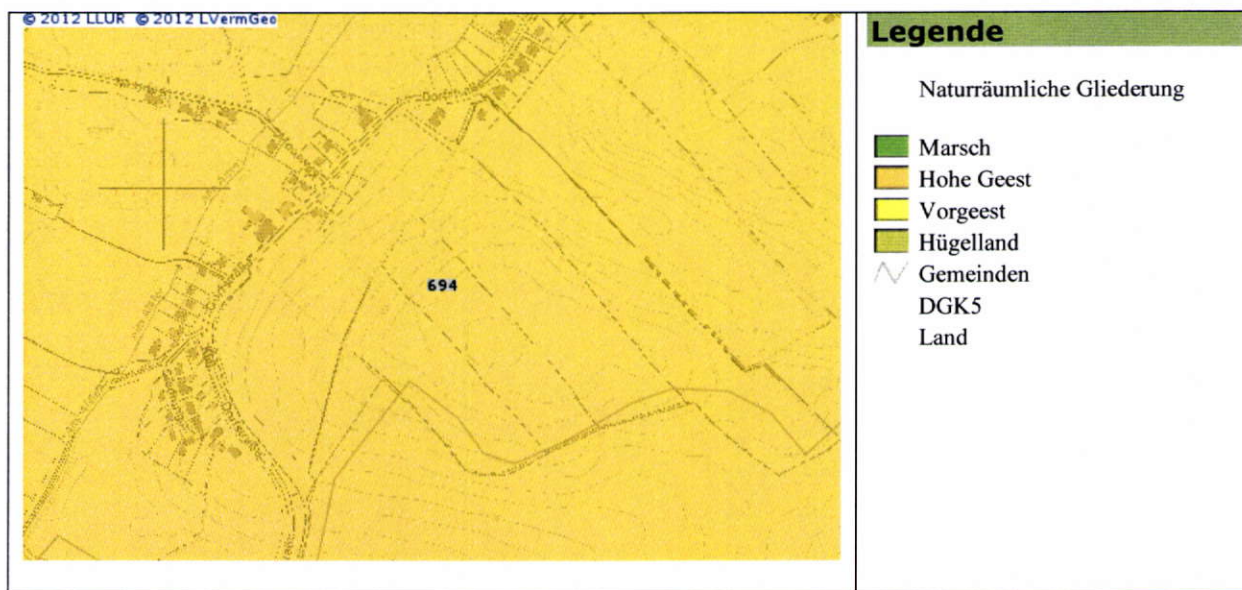 © 2012 LLUR © 2012 LVermGeo
694
Legende
Naturräumliche Gliederung
Marsch
Hohe Geest
Vorgeest
Hügelland
Gemeinden
DGK5
Land